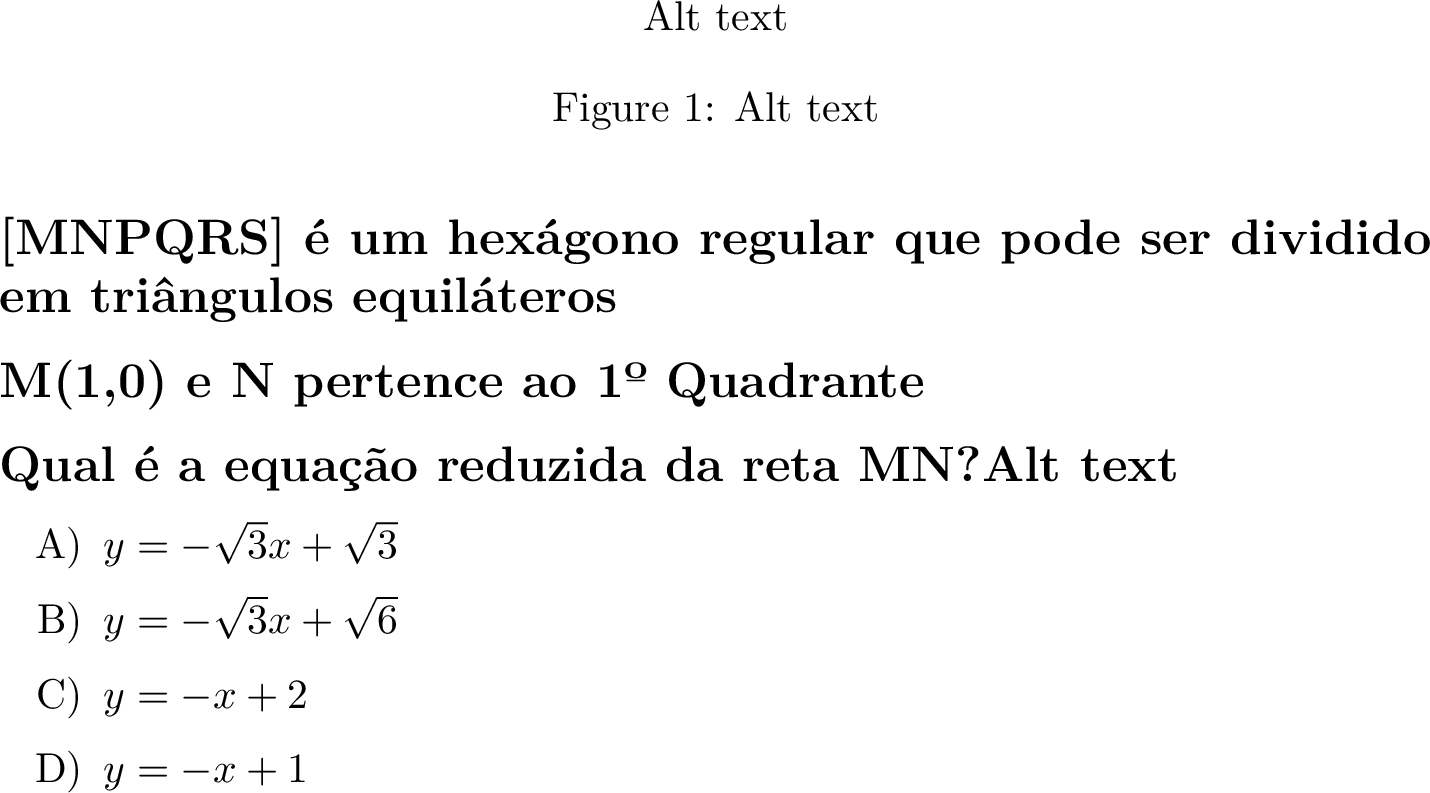 Alt text
Figure 1: Alt text
[MNPQRS] é um hexágono regular que pode ser dividido
em triângulos equiláteros
M(1,0) e N pertence ao 1º Quadrante
Qual é a equação reduzida da reta MN?Alt text
A) $y = -\sqrt{3}x + \sqrt{3}$
B) $y = -\sqrt{3}x + \sqrt{6}$
C) $y = -x + 2$
D) $y = -x + 1$